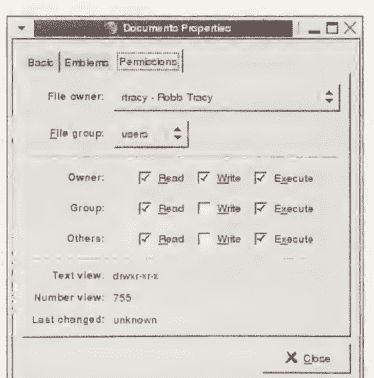 Documents Properties
Basic Emblems Permissions
File owner: rtracy - Robb Tracy
File group: users
Owner: Read Write Execute
Group: Read Write Execute
Others: Read Write Execute
Text view: drwxr-xr-x
Number view: 755
Last changed: unknown
Close